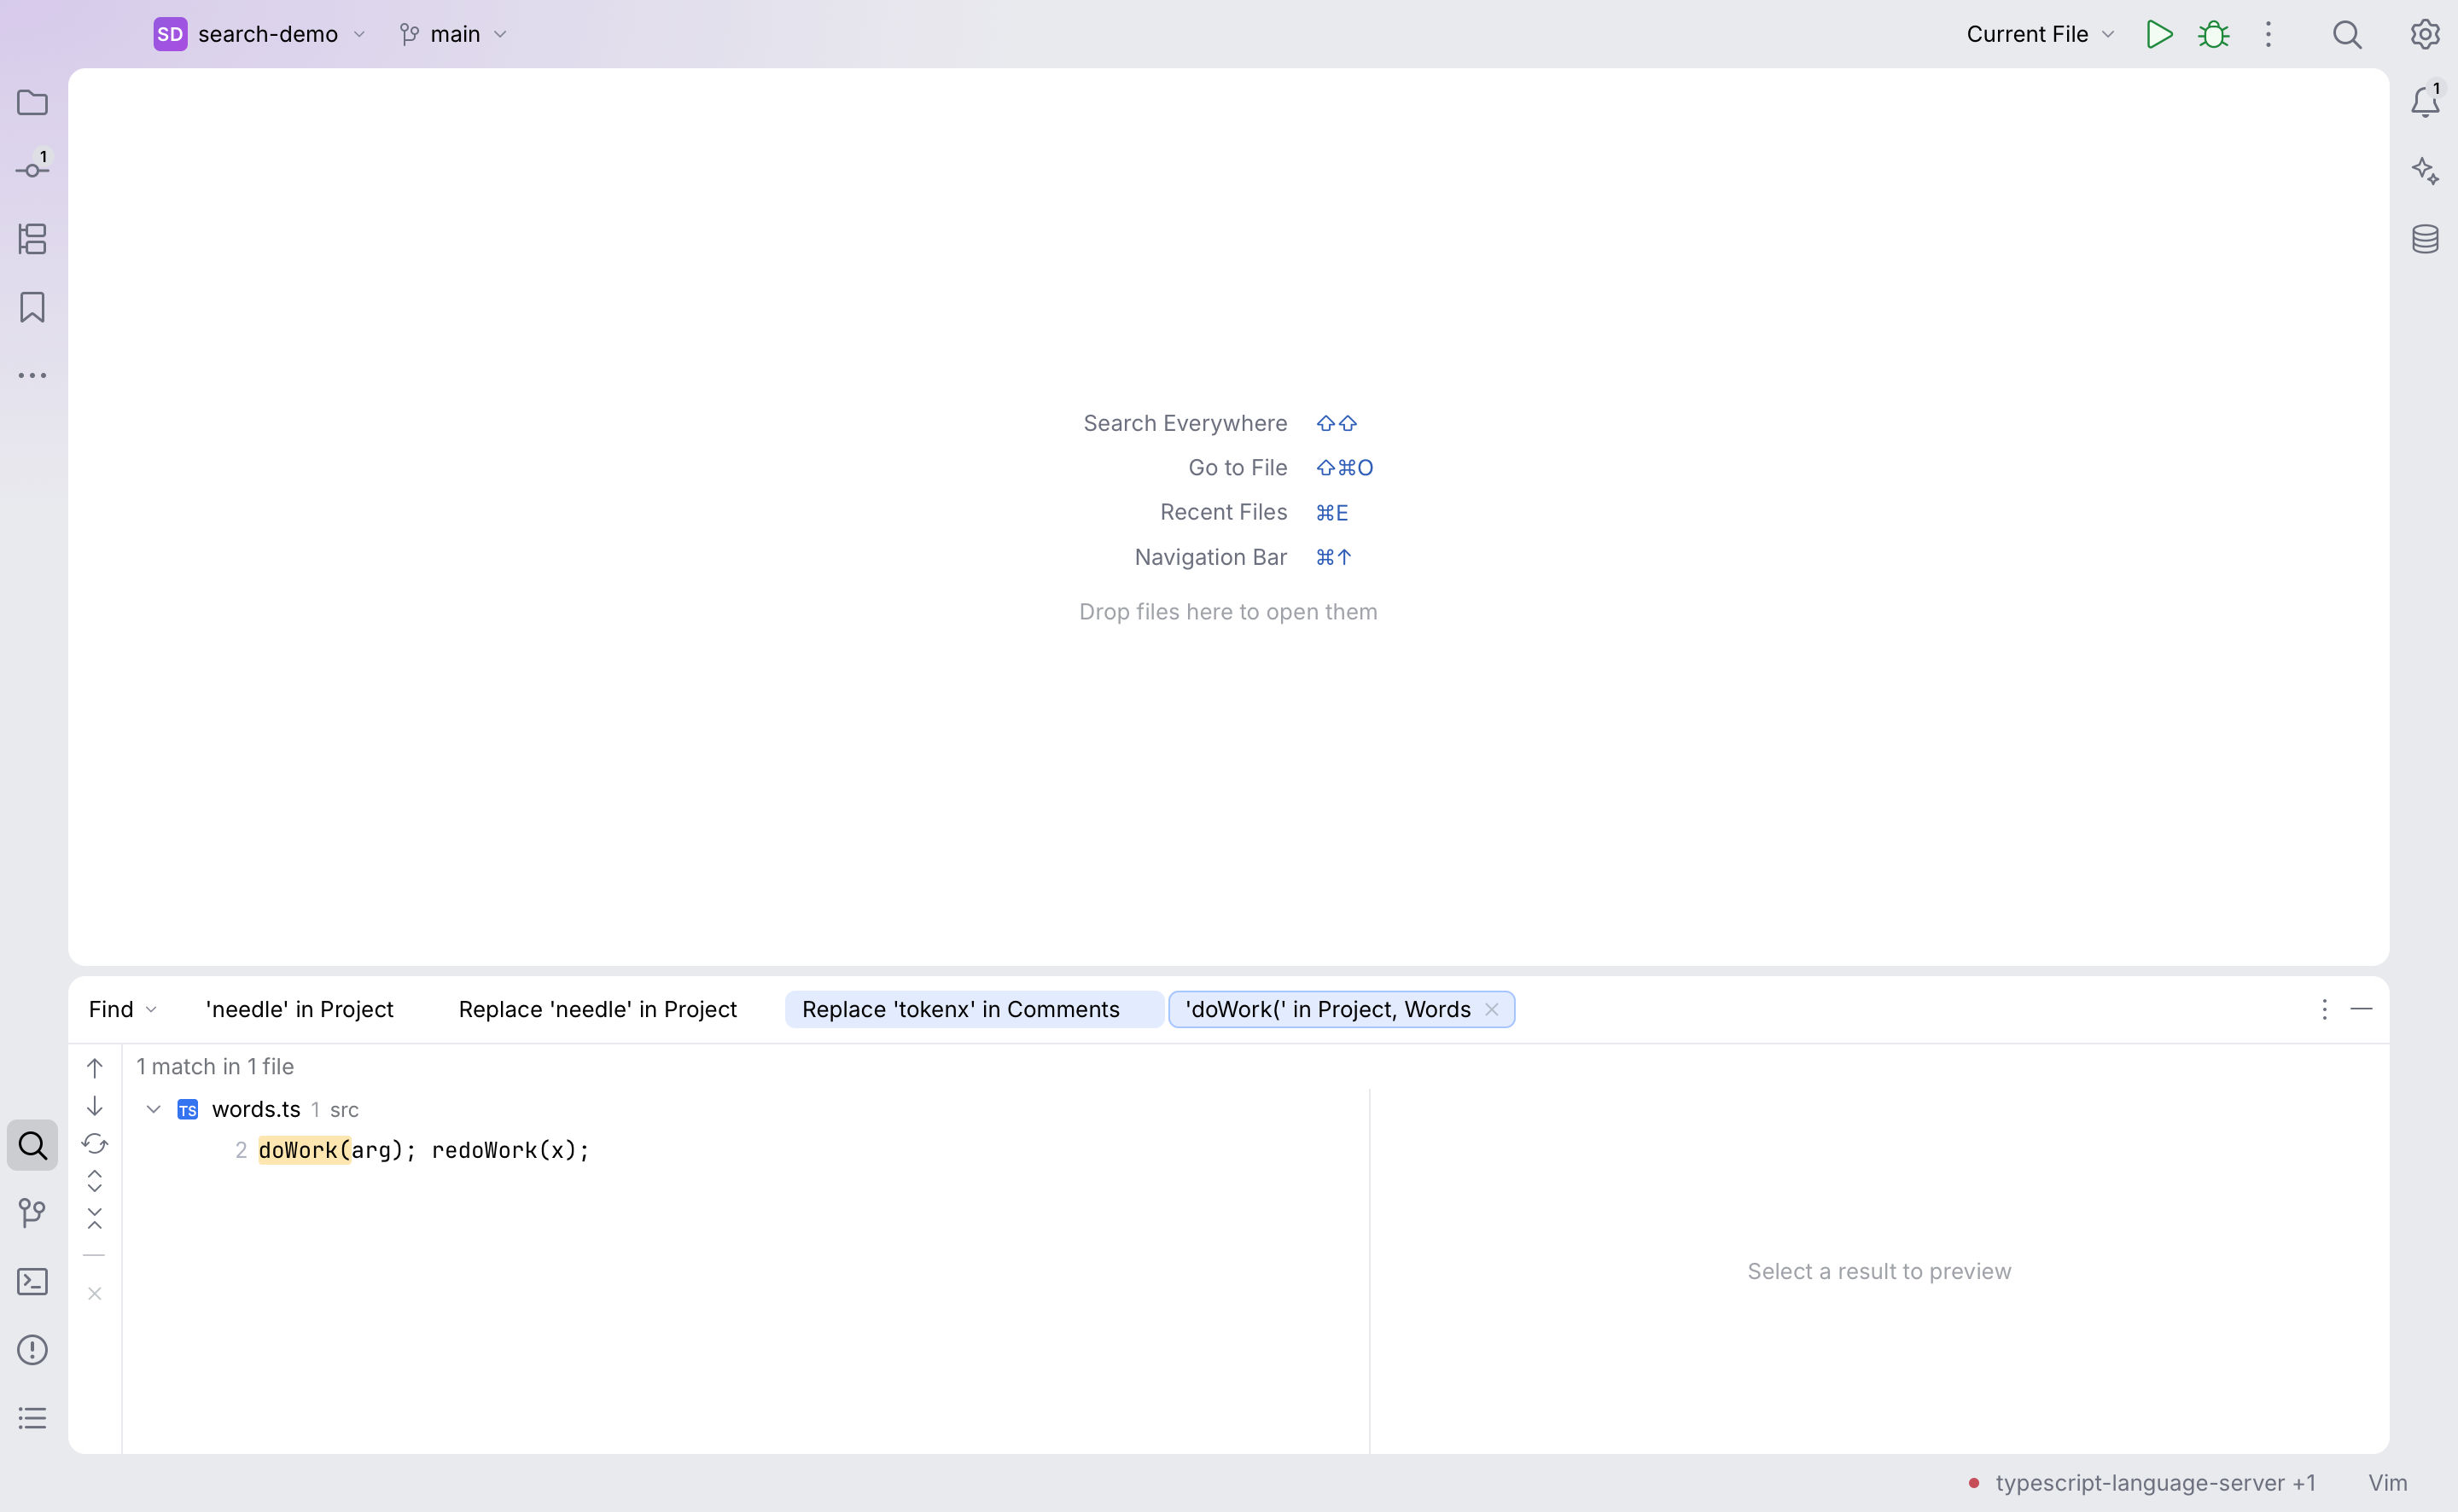 SD search-demo main Current File
1
1
Search Everywhere ⇧⇧
Go to File ⇧⌘O
Recent Files ⌘E
Navigation Bar ⌘↑
Drop files here to open them
Find 'needle' in Project Replace 'needle' in Project Replace 'tokenx' in Comments 'doWork(' in Project, Words
1 match in 1 file
TS words.ts 1 src
2 doWork(arg); redoWork(x);
Select a result to preview
typescript-language-server +1 Vim